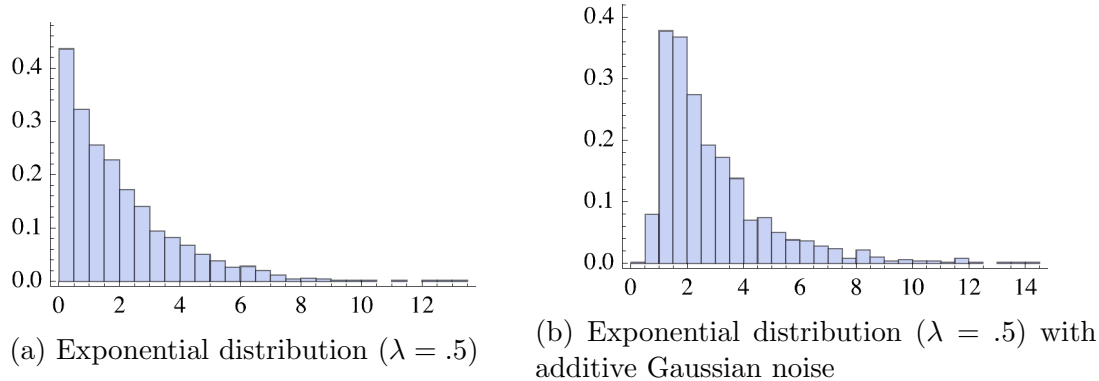 0.4
0.3
0.2
0.1
0.0
0 2 4 6 8 10 12
(a) Exponential distribution (λ = .5)
0.4
0.3
0.2
0.1
0.0
0 2 4 6 8 10 12 14
(b) Exponential distribution (λ = .5) with
additive Gaussian noise